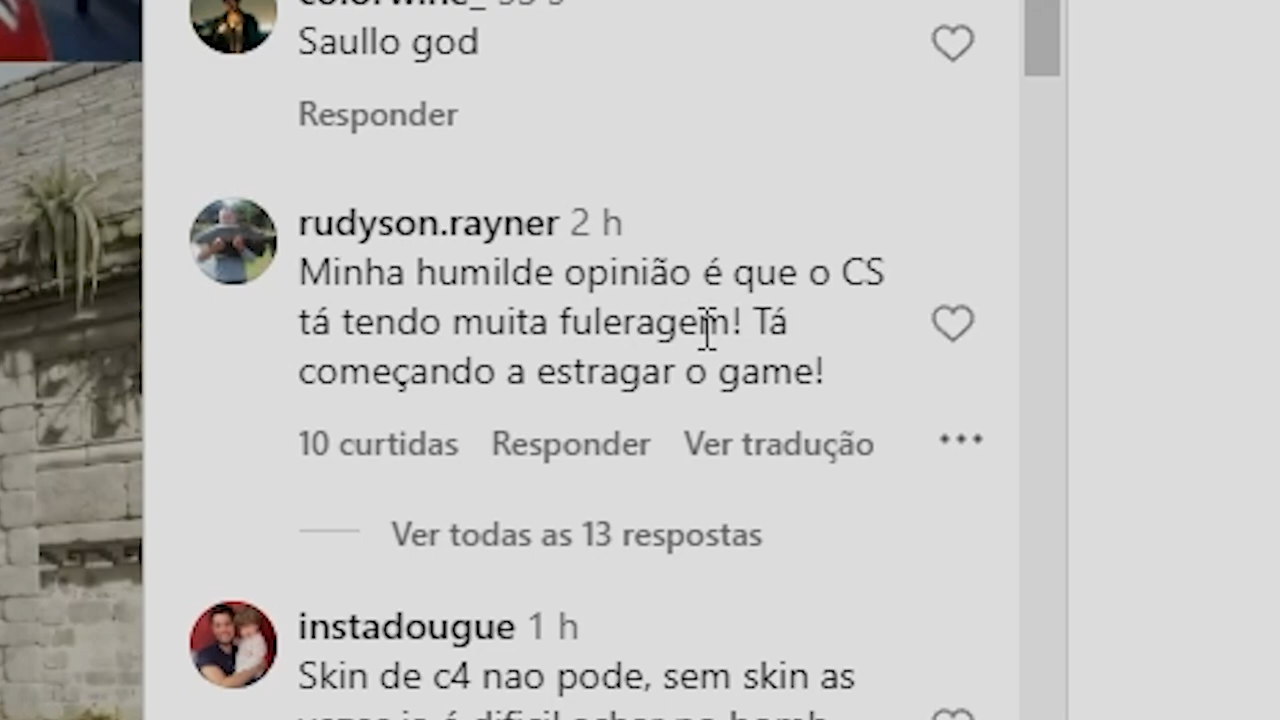 Saullo god
Responder
rudyson.rayner 2 h
Minha humilde opinião é que o CS
tá tendo muita fuleragem! Tá
começando a estragar o game!
10 curtidas Responder Ver tradução
Ver todas as 13 respostas
instadougue 1 h
Skin de c4 nao pode, sem skin as